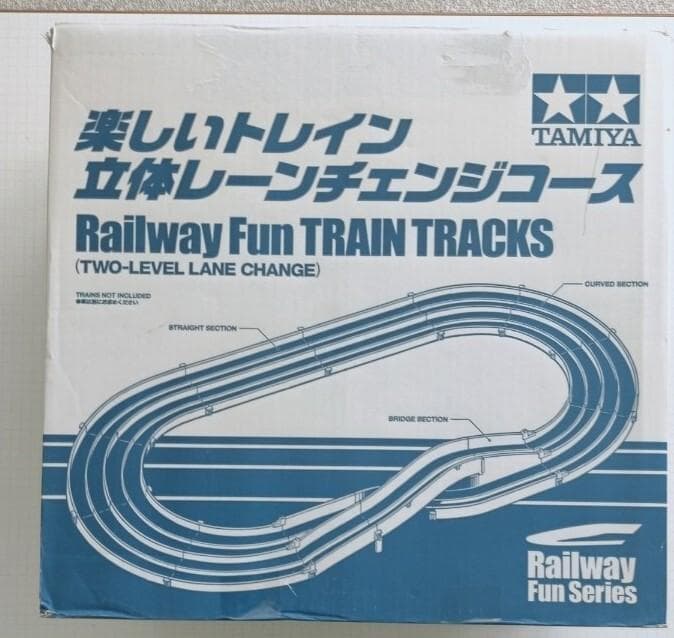 楽しいトレイン
立体レーンチェンジコース
TAMIYA
Railway Fun TRAIN TRACKS
(TWO-LEVEL LANE CHANGE)
TRAINS NOT INCLUDED
CURVED SECTION
STRAIGHT SECTION
BRIDGE SECTION
Railway
Fun Series